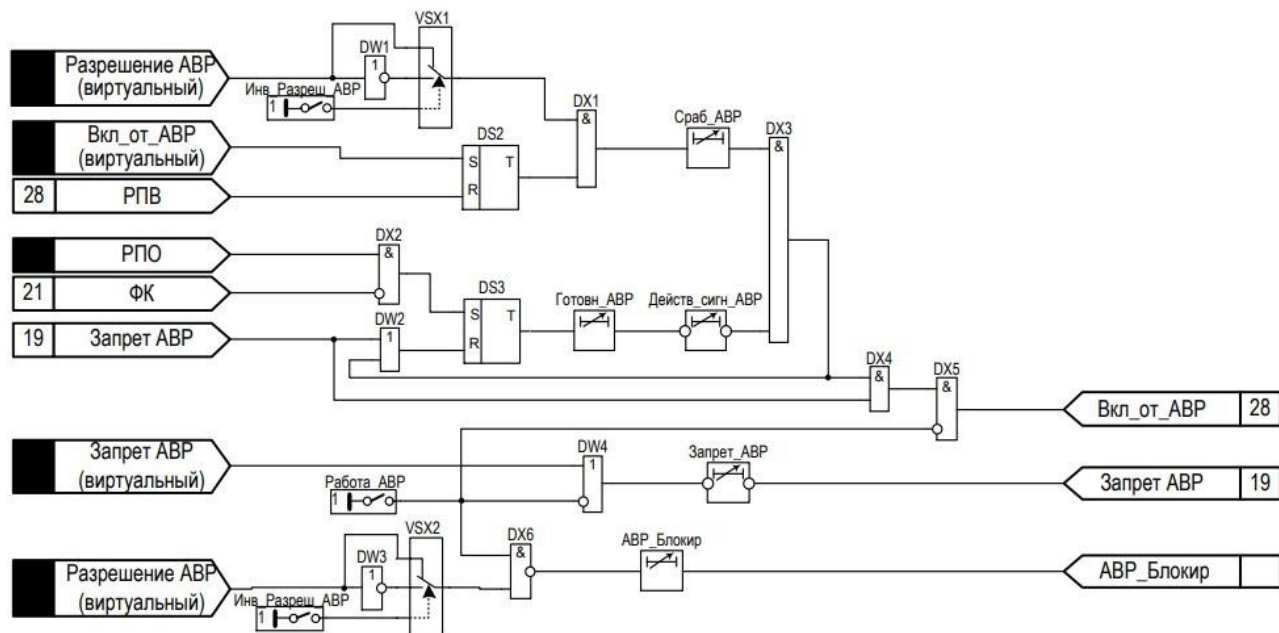 VSX1
DW1
Разрешение АВР
(виртуальный)
1
Инв_Разреш_АВР
1
DX1
&
Сраб_АВР
DX3
&
Вкл_от_АВР
(виртуальный)
DS2
S
T
R
28
РПВ
РПО
DX2
&
21
ФК
DS3
S
T
R
Готовн_АВР
Действ_сигн_АВР
19
Запрет АВР
DW2
1
DX4
&
DX5
&
Вкл_от_АВР
28
Запрет АВР
(виртуальный)
DW4
1
Запрет_АВР
Работа_АВР
1
Запрет АВР
19
VSX2
DX6
&
АВР_Блокир
DW3
1
Разрешение АВР
(виртуальный)
АВР_Блокир
Инв_Разреш_АВР
1